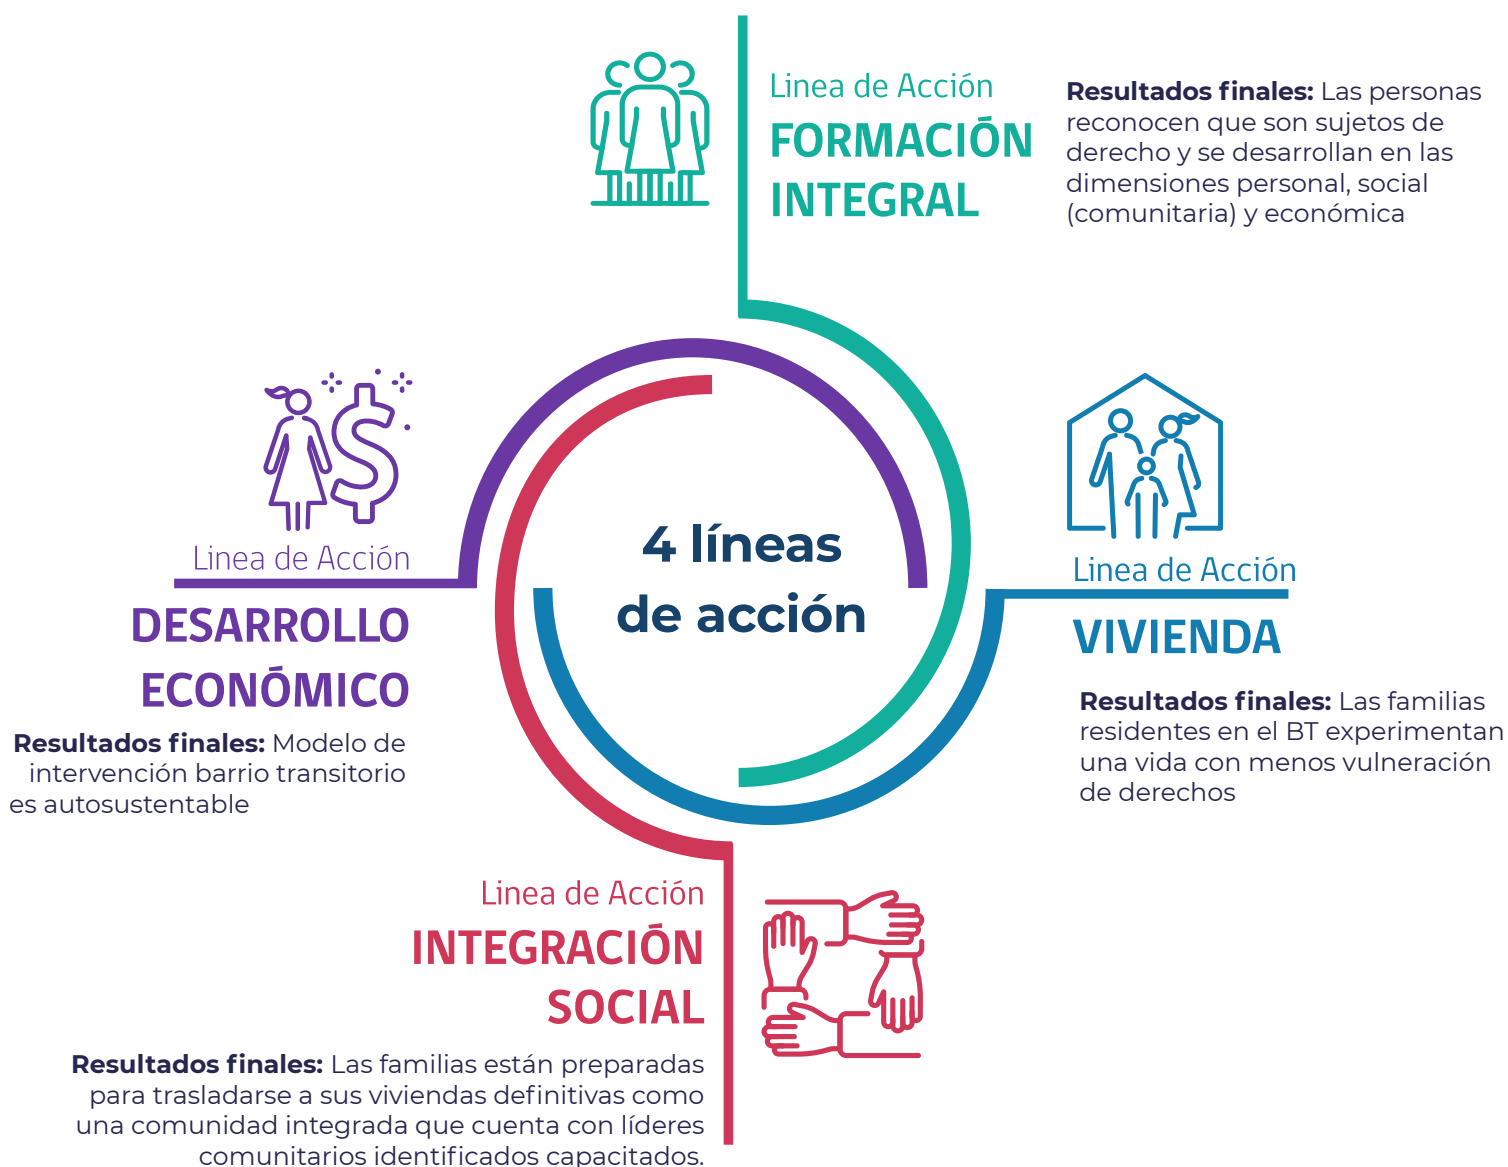 Linea de Acción
FORMACIÓN
INTEGRAL
Resultados finales: Las personas
reconocen que son sujetos de
derecho y se desarrollan en las
dimensiones personal, social
(comunitaria) y económica
4 líneas
de acción
Linea de Acción
DESARROLLO
ECONÓMICO
Resultados finales: Modelo de
intervención barrio transitorio
es autosustentable
Linea de Acción
VIVIENDA
Resultados finales: Las familias
residentes en el BT experimentan
una vida con menos vulneración
de derechos
Linea de Acción
INTEGRACIÓN
SOCIAL
Resultados finales: Las familias están preparadas
para trasladarse a sus viviendas definitivas como
una comunidad integrada que cuenta con líderes
comunitarios identificados capacitados.